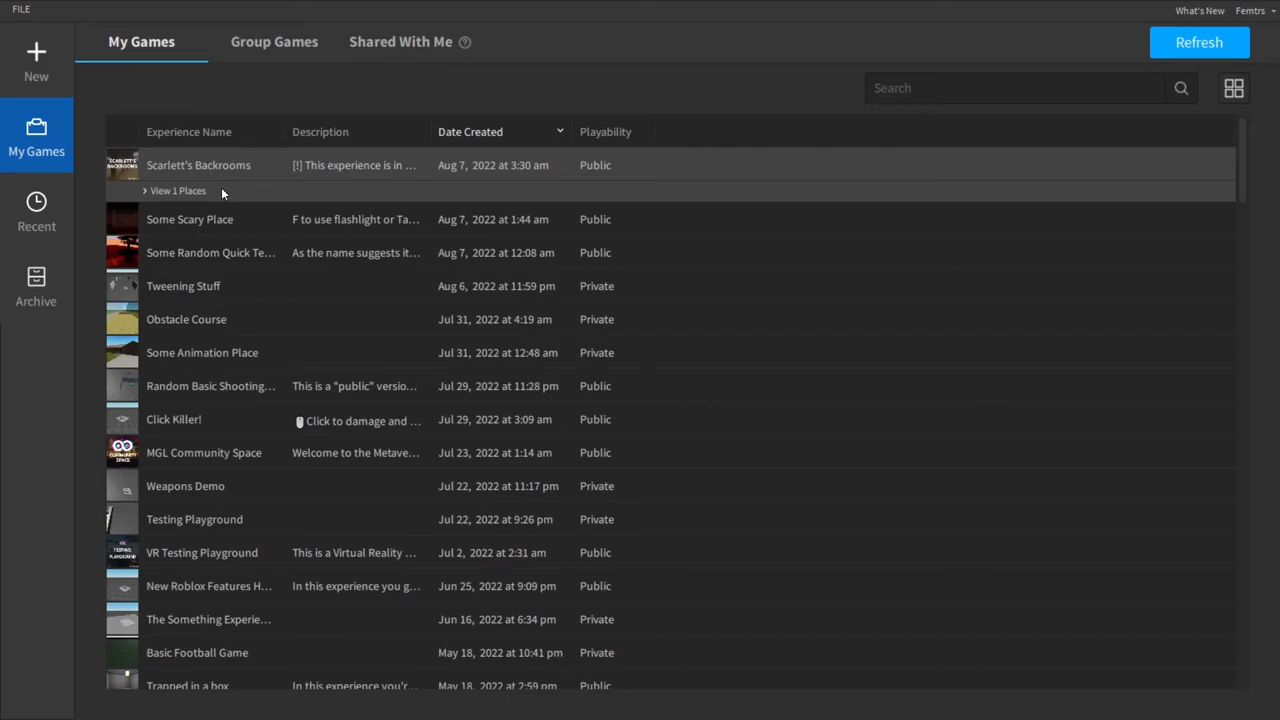 FILE
What's New Femtrs
New
My Games
Recent
Archive
My Games Group Games Shared With Me ?
Refresh
Search
Experience Name Description Date Created Playability
Scarlett's Backrooms [!] This experience is in ... Aug 7, 2022 at 3:30 am Public
View 1 Places
Some Scary Place F to use flashlight or Ta... Aug 7, 2022 at 1:44 am Public
Some Random Quick Te... As the name suggests it... Aug 7, 2022 at 12:08 am Public
Tweening Stuff Aug 6, 2022 at 11:59 pm Private
Obstacle Course Jul 31, 2022 at 4:19 am Private
Some Animation Place Jul 31, 2022 at 12:48 am Private
Random Basic Shooting... This is a "public" versio... Jul 29, 2022 at 11:28 pm Public
Click Killer! Click to damage and ... Jul 29, 2022 at 3:09 am Public
MGL Community Space Welcome to the Metave... Jul 23, 2022 at 1:14 am Public
Weapons Demo Jul 22, 2022 at 11:17 pm Private
Testing Playground Jul 22, 2022 at 9:26 pm Private
VR Testing Playground This is a Virtual Reality ... Jul 2, 2022 at 2:31 am Public
New Roblox Features H... In this experience you g... Jun 25, 2022 at 9:09 pm Public
The Something Experie... Jun 16, 2022 at 6:34 pm Private
Basic Football Game May 18, 2022 at 10:41 pm Private
Trapped in a box In this experience you'r... May 18, 2022 at 2:59 pm Public